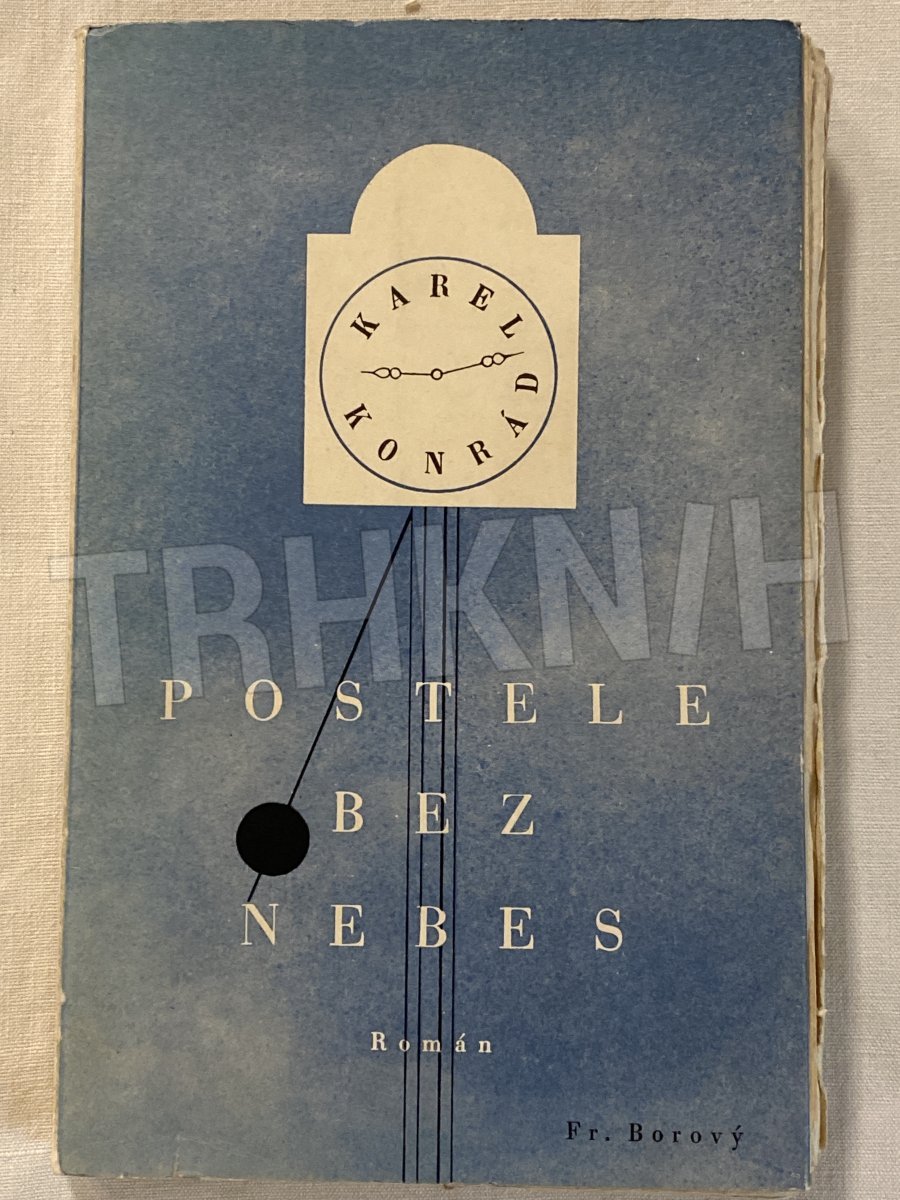 KAREL
KONRÁD
TRHKNIH
POSTELE
BEZ
NEBES
Román
Fr. Borový